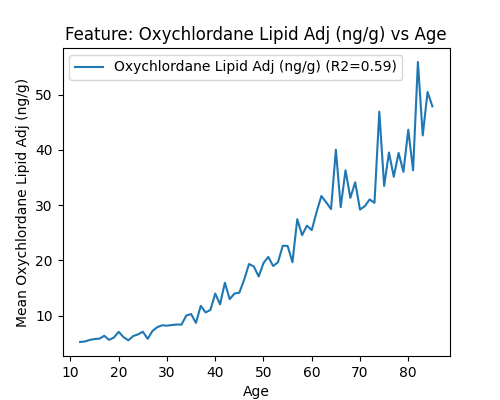 Feature: Oxychlordane Lipid Adj (ng/g) vs Age
Oxychlordane Lipid Adj (ng/g) (R2=0.59)
Mean Oxychlordane Lipid Adj (ng/g)
50
40
30
20
10
10 20 30 40 50 60 70 80
Age